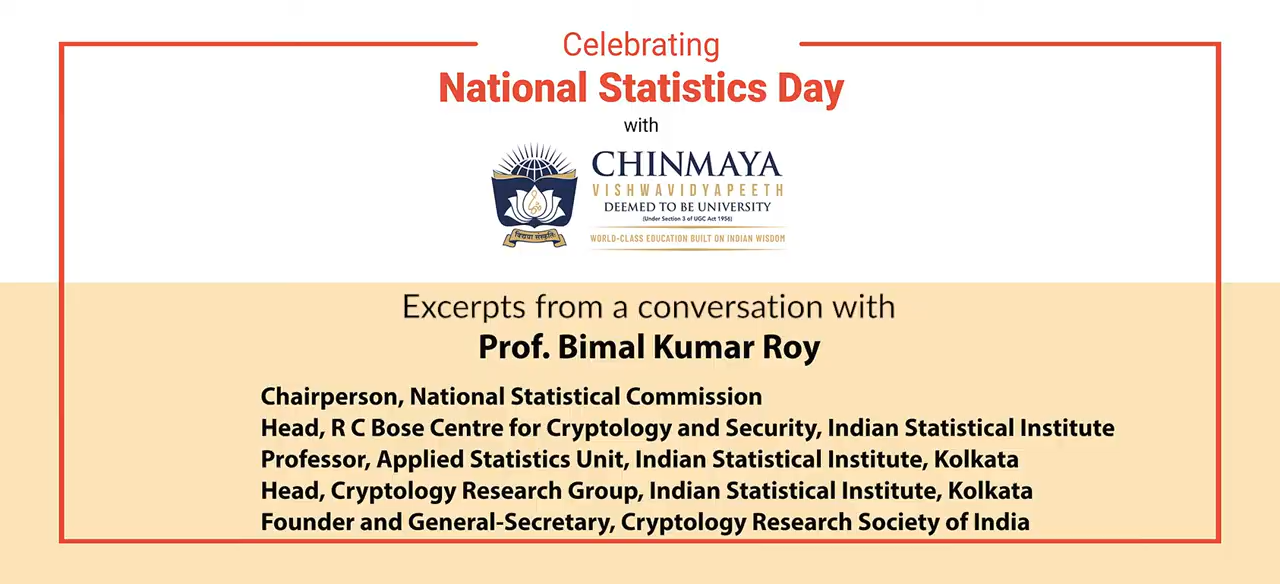 Celebrating
National Statistics Day
with
CHINMAYA
VISHWAVIDYAPEETH
DEEMED TO BE UNIVERSITY
(Under Section 3 of UGC Act 1956)
WORLD-CLASS EDUCATION BUILT ON INDIAN WISDOM
विद्यया संस्कृतिः
Excerpts from a conversation with
Prof. Bimal Kumar Roy
Chairperson, National Statistical Commission
Head, R C Bose Centre for Cryptology and Security, Indian Statistical Institute
Professor, Applied Statistics Unit, Indian Statistical Institute, Kolkata
Head, Cryptology Research Group, Indian Statistical Institute, Kolkata
Founder and General-Secretary, Cryptology Research Society of India